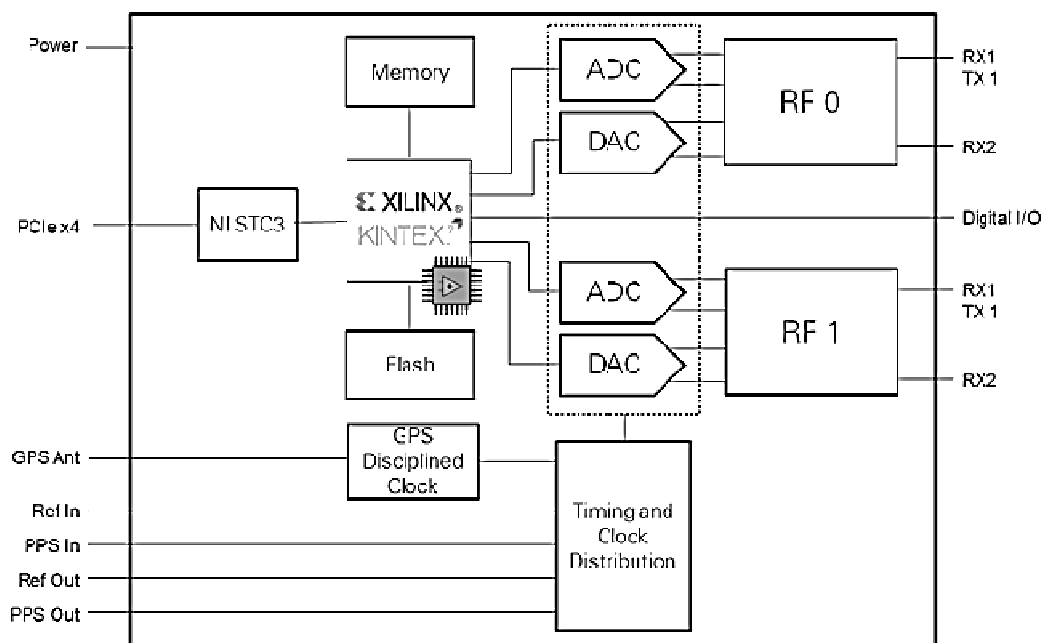 Power
Memory
ADC
DAC
RF 0
RX1
TX 1
RX2
PCIe x4
NI STC3
XILINX®
KINTEX7
Digital I/O
ADC
DAC
RF 1
RX1
TX 1
RX2
Flash
GPS Ant
GPS
Disciplined
Clock
Ref In
PPS In
Ref Out
PPS Out
Timing and
Clock
Distribution